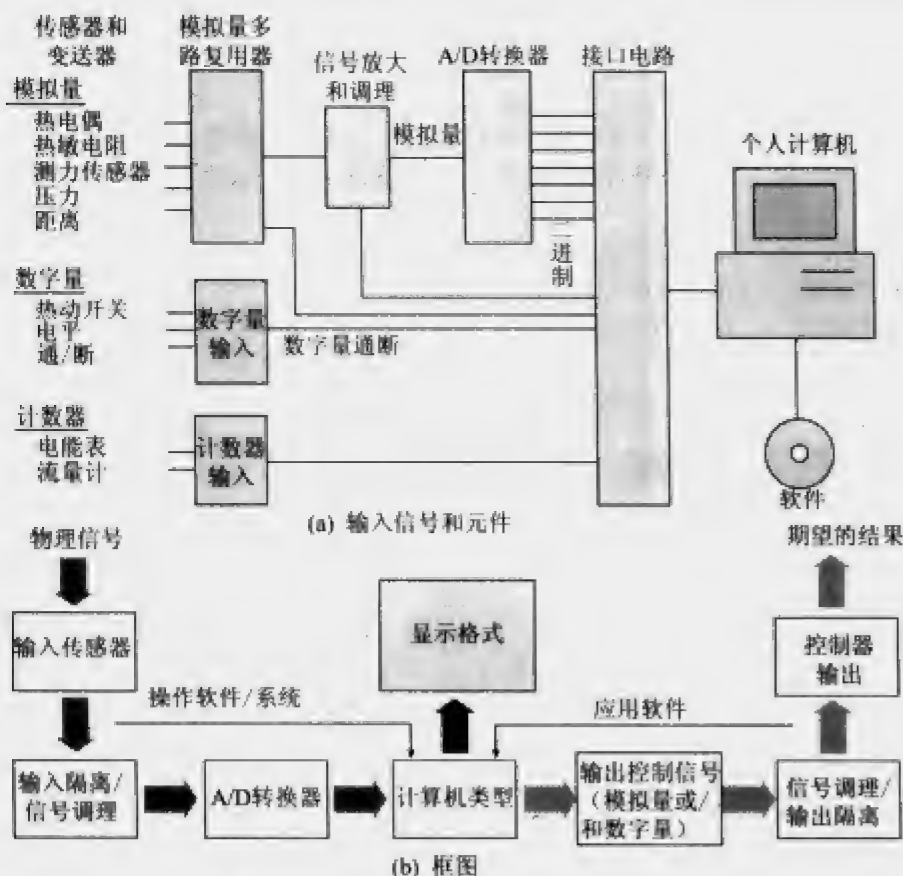 传感器和
变送器
模拟量多
路复用器
信号放大
和调理
A/D转换器
接口电路
模拟量
热电偶
热敏电阻
测力传感器
压力
距离
模拟量
二进制
个人计算机
数字量
热动开关
电平
通/断
数字量
输入
数字量通断
计数器
电能表
流量计
计数器
输入
软件
(a) 输入信号和元件
物理信号
期望的结果
输入传感器
显示格式
控制器
输出
操作软件/系统
应用软件
输入隔离/
信号调理
A/D转换器
计算机类型
输出控制信号
（模拟量或/
和数字量）
信号调理/
输出隔离
(b) 框图